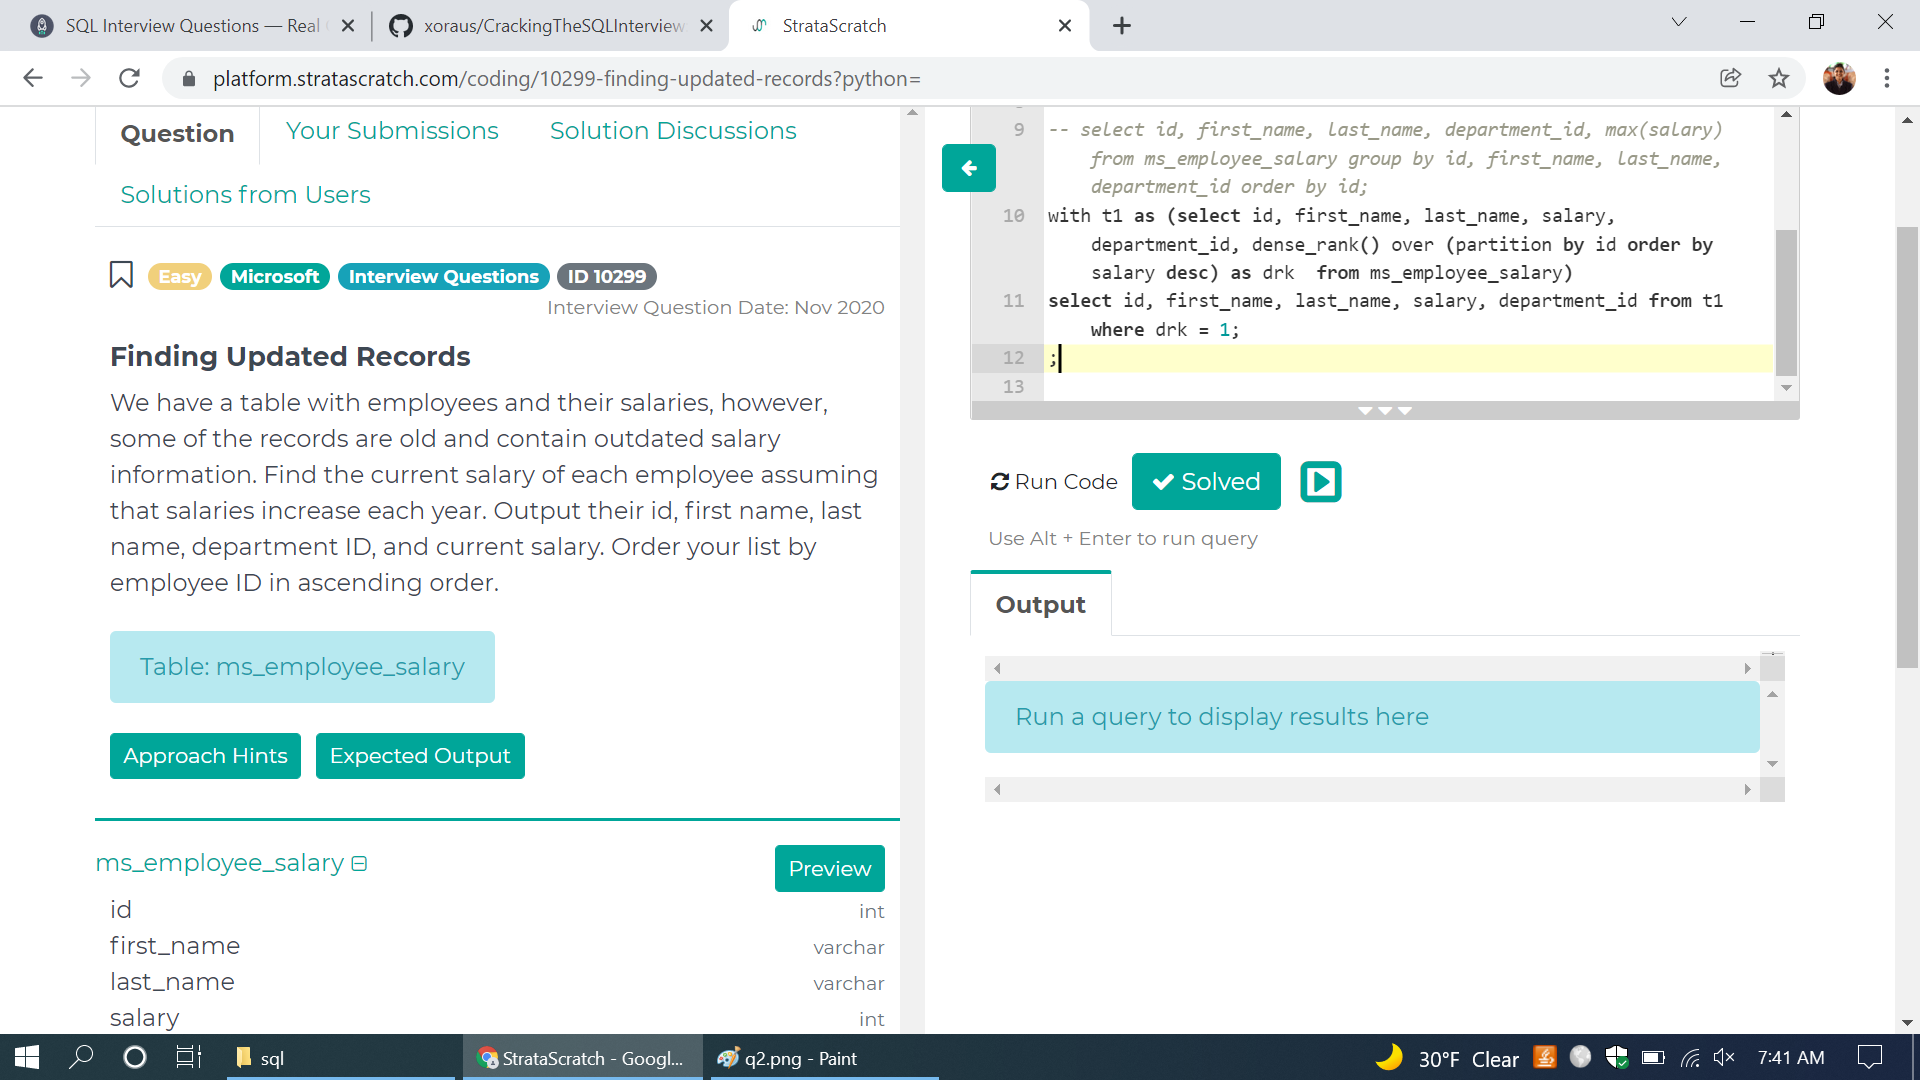 SQL Interview Questions — Real
xoraus/CrackingTheSQLInterview
StrataScratch
platform.stratascratch.com/coding/10299-finding-updated-records?python=
Question
Your Submissions
Solution Discussions
Solutions from Users
Easy
Microsoft
Interview Questions
ID 10299
Interview Question Date: Nov 2020
Finding Updated Records
We have a table with employees and their salaries, however,
some of the records are old and contain outdated salary
information. Find the current salary of each employee assuming
that salaries increase each year. Output their id, first name, last
name, department ID, and current salary. Order your list by
employee ID in ascending order.
Table: ms_employee_salary
Approach Hints
Expected Output
ms_employee_salary
Preview
id int
first_name varchar
last_name varchar
salary int
9 -- select id, first_name, last_name, department_id, max(salary)
from ms_employee_salary group by id, first_name, last_name,
department_id order by id;
10 with t1 as (select id, first_name, last_name, salary,
department_id, dense_rank() over (partition by id order by
salary desc) as drk  from ms_employee_salary)
11 select id, first_name, last_name, salary, department_id from t1
where drk = 1;
12 ;
13
Run Code
Solved
Use Alt + Enter to run query
Output
Run a query to display results here
sql
StrataScratch - Googl...
q2.png - Paint
30°F Clear
7:41 AM